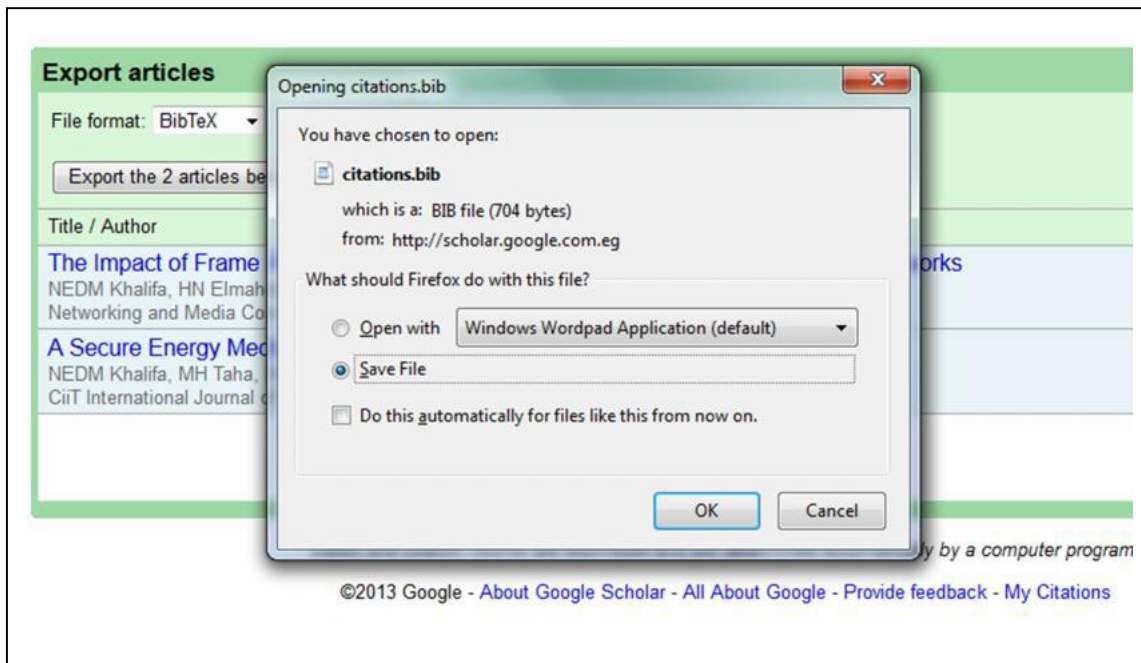 Export articles
Opening citations.bib
File format: BibTeX
You have chosen to open:
citations.bib
Export the 2 articles be
which is a: BIB file (704 bytes)
from: http://scholar.google.com.eg
Title / Author
The Impact of Frame orks
What should Firefox do with this file?
NEDM Khalifa, HN Elmah
Networking and Media Co
Open with Windows Wordpad Application (default)
A Secure Energy Med
NEDM Khalifa, MH Taha,
Save File
CiiT International Journal
Do this automatically for files like this from now on.
OK Cancel
by a computer program
©2013 Google - About Google Scholar - All About Google - Provide feedback - My Citations